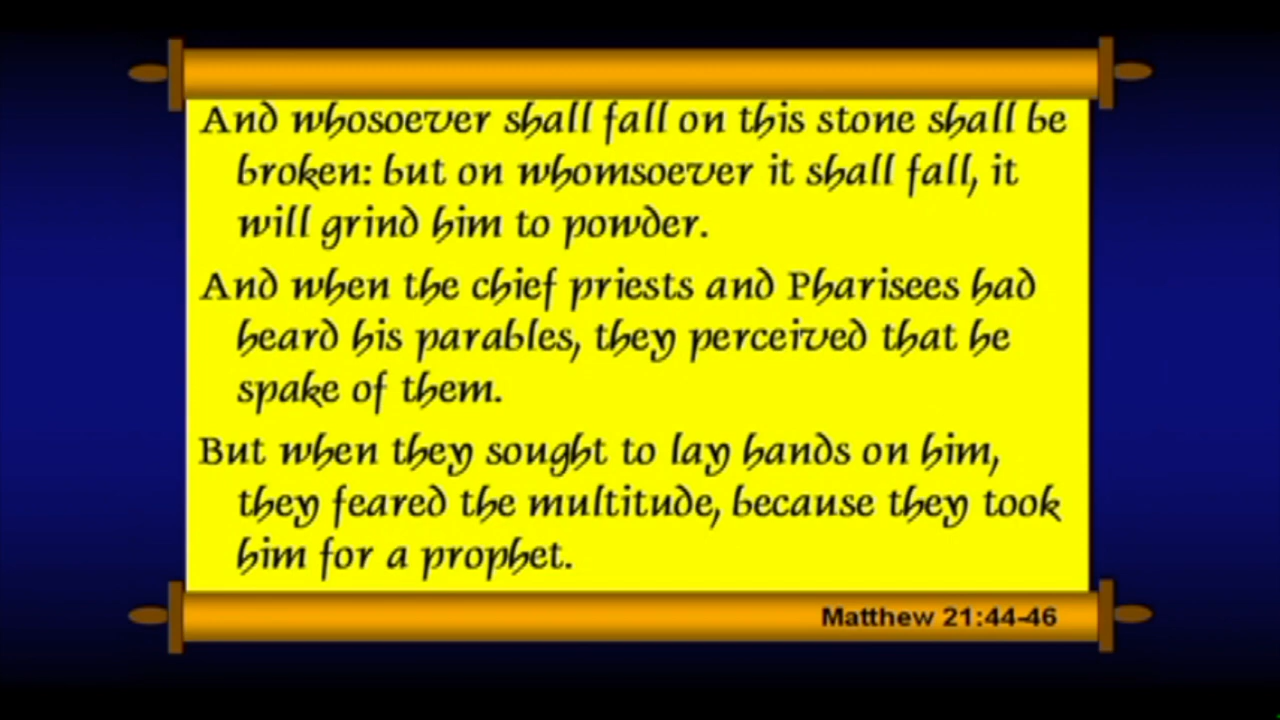 And whosoever shall fall on this stone shall be
broken: but on whomsoever it shall fall, it
will grind him to powder.
And when the chief priests and Pharisees had
heard his parables, they perceived that he
spake of them.
But when they sought to lay hands on him,
they feared the multitude, because they took
him for a prophet.
Matthew 21:44-46